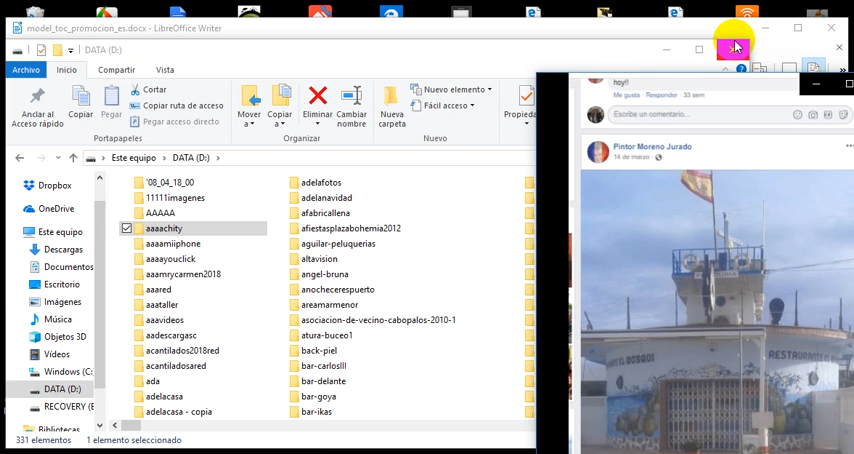 model_toc_promocion_es.docx - LibreOffice Writer
DATA (D:)
Archivo
Inicio
Compartir
Vista
Anclar al
Acceso rápido
Copiar
Pegar
Cortar
Copiar ruta de acceso
Pegar acceso directo
Portapapeles
Mover
a
Copiar
a
Eliminar
Cambiar
nombre
Organizar
Nueva
carpeta
Nuevo elemento
Fácil acceso
Propieda
Este equipo
DATA (D:)
Dropbox
OneDrive
Este equipo
Descargas
Documentos
Escritorio
Imágenes
Música
Objetos 3D
Vídeos
Windows (C:)
DATA (D:)
RECOVERY (E
Bibliotecas
'08_04_18_00
11111imagenes
AAAAA
aaaachity
aaaamiiphone
aaaayouclick
aaamrycarmen2018
aaared
aaataller
aaavideos
aadescargasc
acantilados2018red
acantiladosared
ada
adelacasa
adelacasa - copia
adelafotos
adelanavidad
afabricallena
afiestasplazabohemia2012
aguilar-peluquerias
altavision
angel-bruna
anochecerespuerto
areamarmenor
asociacion-de-vecino-cabopalos-2010-1
atura-buceo1
back-piel
bar-carlosIII
bar-delante
bar-goya
bar-ikas
331 elementos
1 elemento seleccionado
hoy!!
Me gusta · Responder · 33 sem
Escribe un comentario...
Pintor Moreno Jurado
14 de marzo
EL BOSQUI
RESTAURANTE